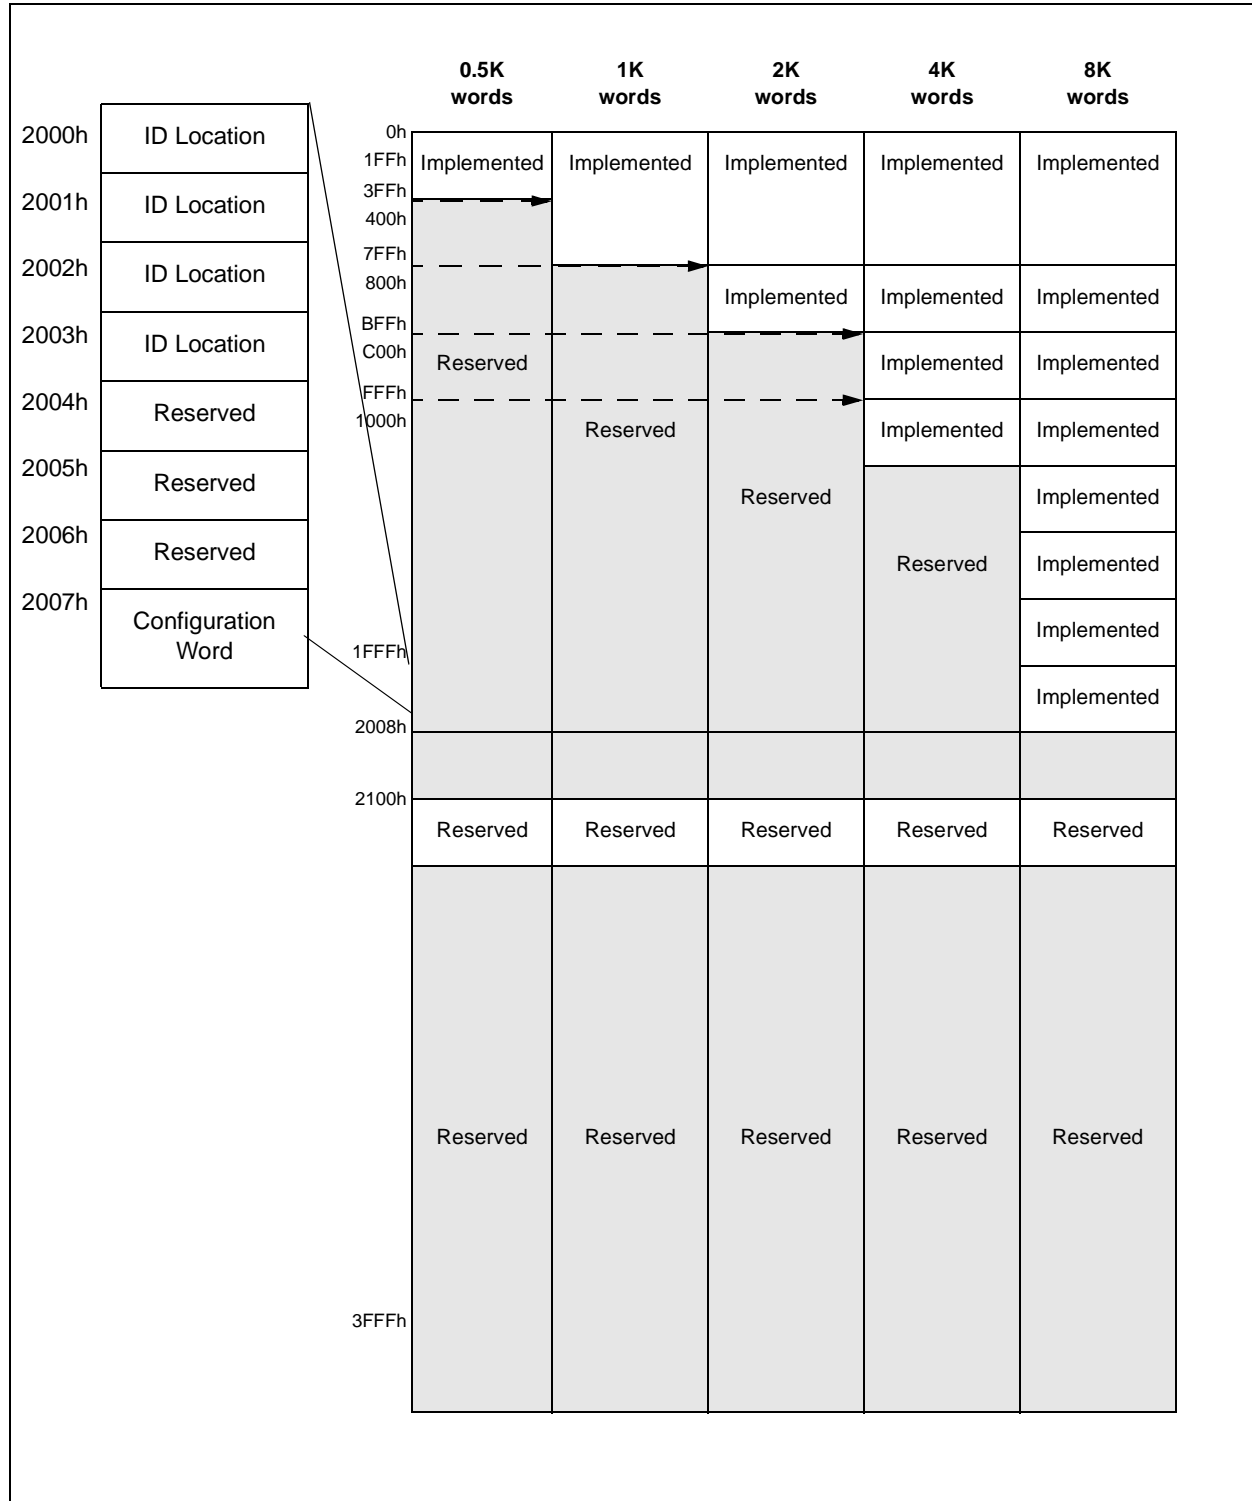 0.5K words
1K words
2K words
4K words
8K words
2000h ID Location
2001h ID Location
2002h ID Location
2003h ID Location
2004h Reserved
2005h Reserved
2006h Reserved
2007h Configuration
Word
0h
1FFh Implemented Implemented Implemented Implemented Implemented
3FFh
400h
7FFh
800h Implemented Implemented Implemented
BFFh
C00h Reserved Implemented Implemented
FFFh
1000h Reserved Implemented Implemented
Reserved Implemented
Reserved Implemented
1FFFh Implemented
Implemented
2008h
2100h
Reserved Reserved Reserved Reserved Reserved
Reserved Reserved Reserved Reserved Reserved
3FFFh